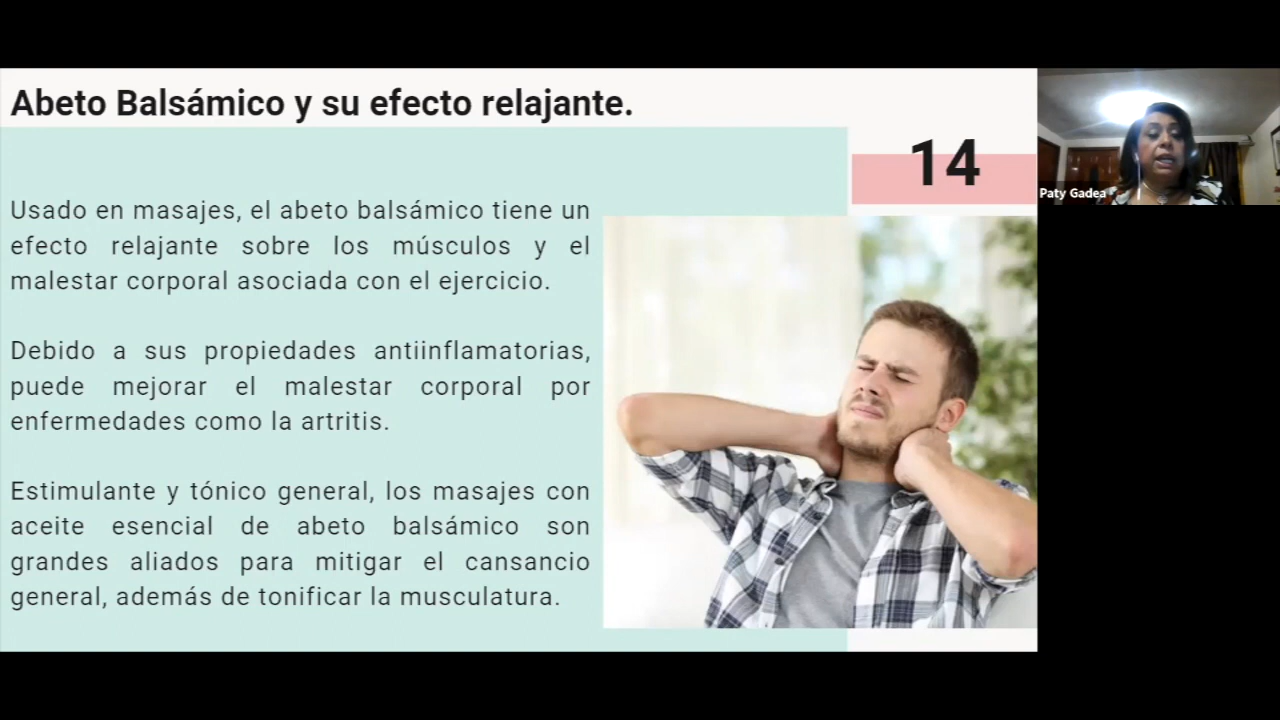 Abeto Balsámico y su efecto relajante.
14
Paty Gadea
Usado en masajes, el abeto balsámico tiene un
efecto relajante sobre los músculos y el
malestar corporal asociada con el ejercicio.
Debido a sus propiedades antiinflamatorias,
puede mejorar el malestar corporal por
enfermedades como la artritis.
Estimulante y tónico general, los masajes con
aceite esencial de abeto balsámico son
grandes aliados para mitigar el cansancio
general, además de tonificar la musculatura.